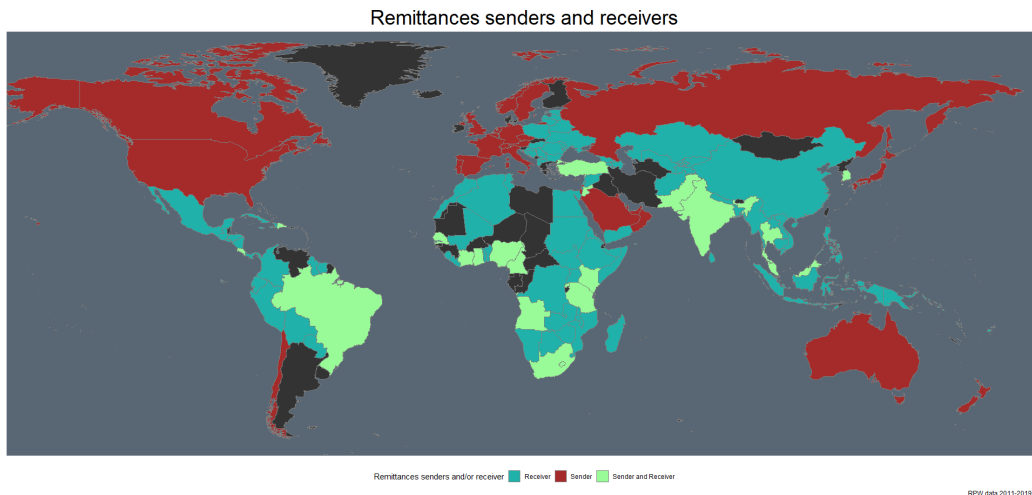 Remittances senders and receivers
Remittances senders and/or receiver Receiver Sender Sender and Receiver
RPW data 2011-2019